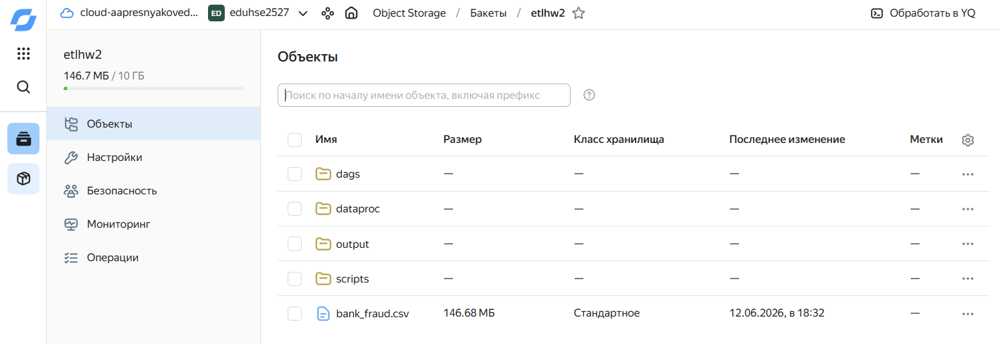 cloud-aapresnyakoved... ED eduhse2527 Object Storage / Бакеты / etlhw2 Обработать в YQ
etlhw2
146.7 МБ / 10 ГБ
Объекты
Настройки
Безопасность
Мониторинг
Операции
Объекты
Поиск по началу имени объекта, включая префикс
Имя Размер Класс хранилища Последнее изменение Метки
dags — — — —
dataproc — — — —
output — — — —
scripts — — — —
bank_fraud.csv 146.68 МБ Стандартное 12.06.2026, в 18:32 —